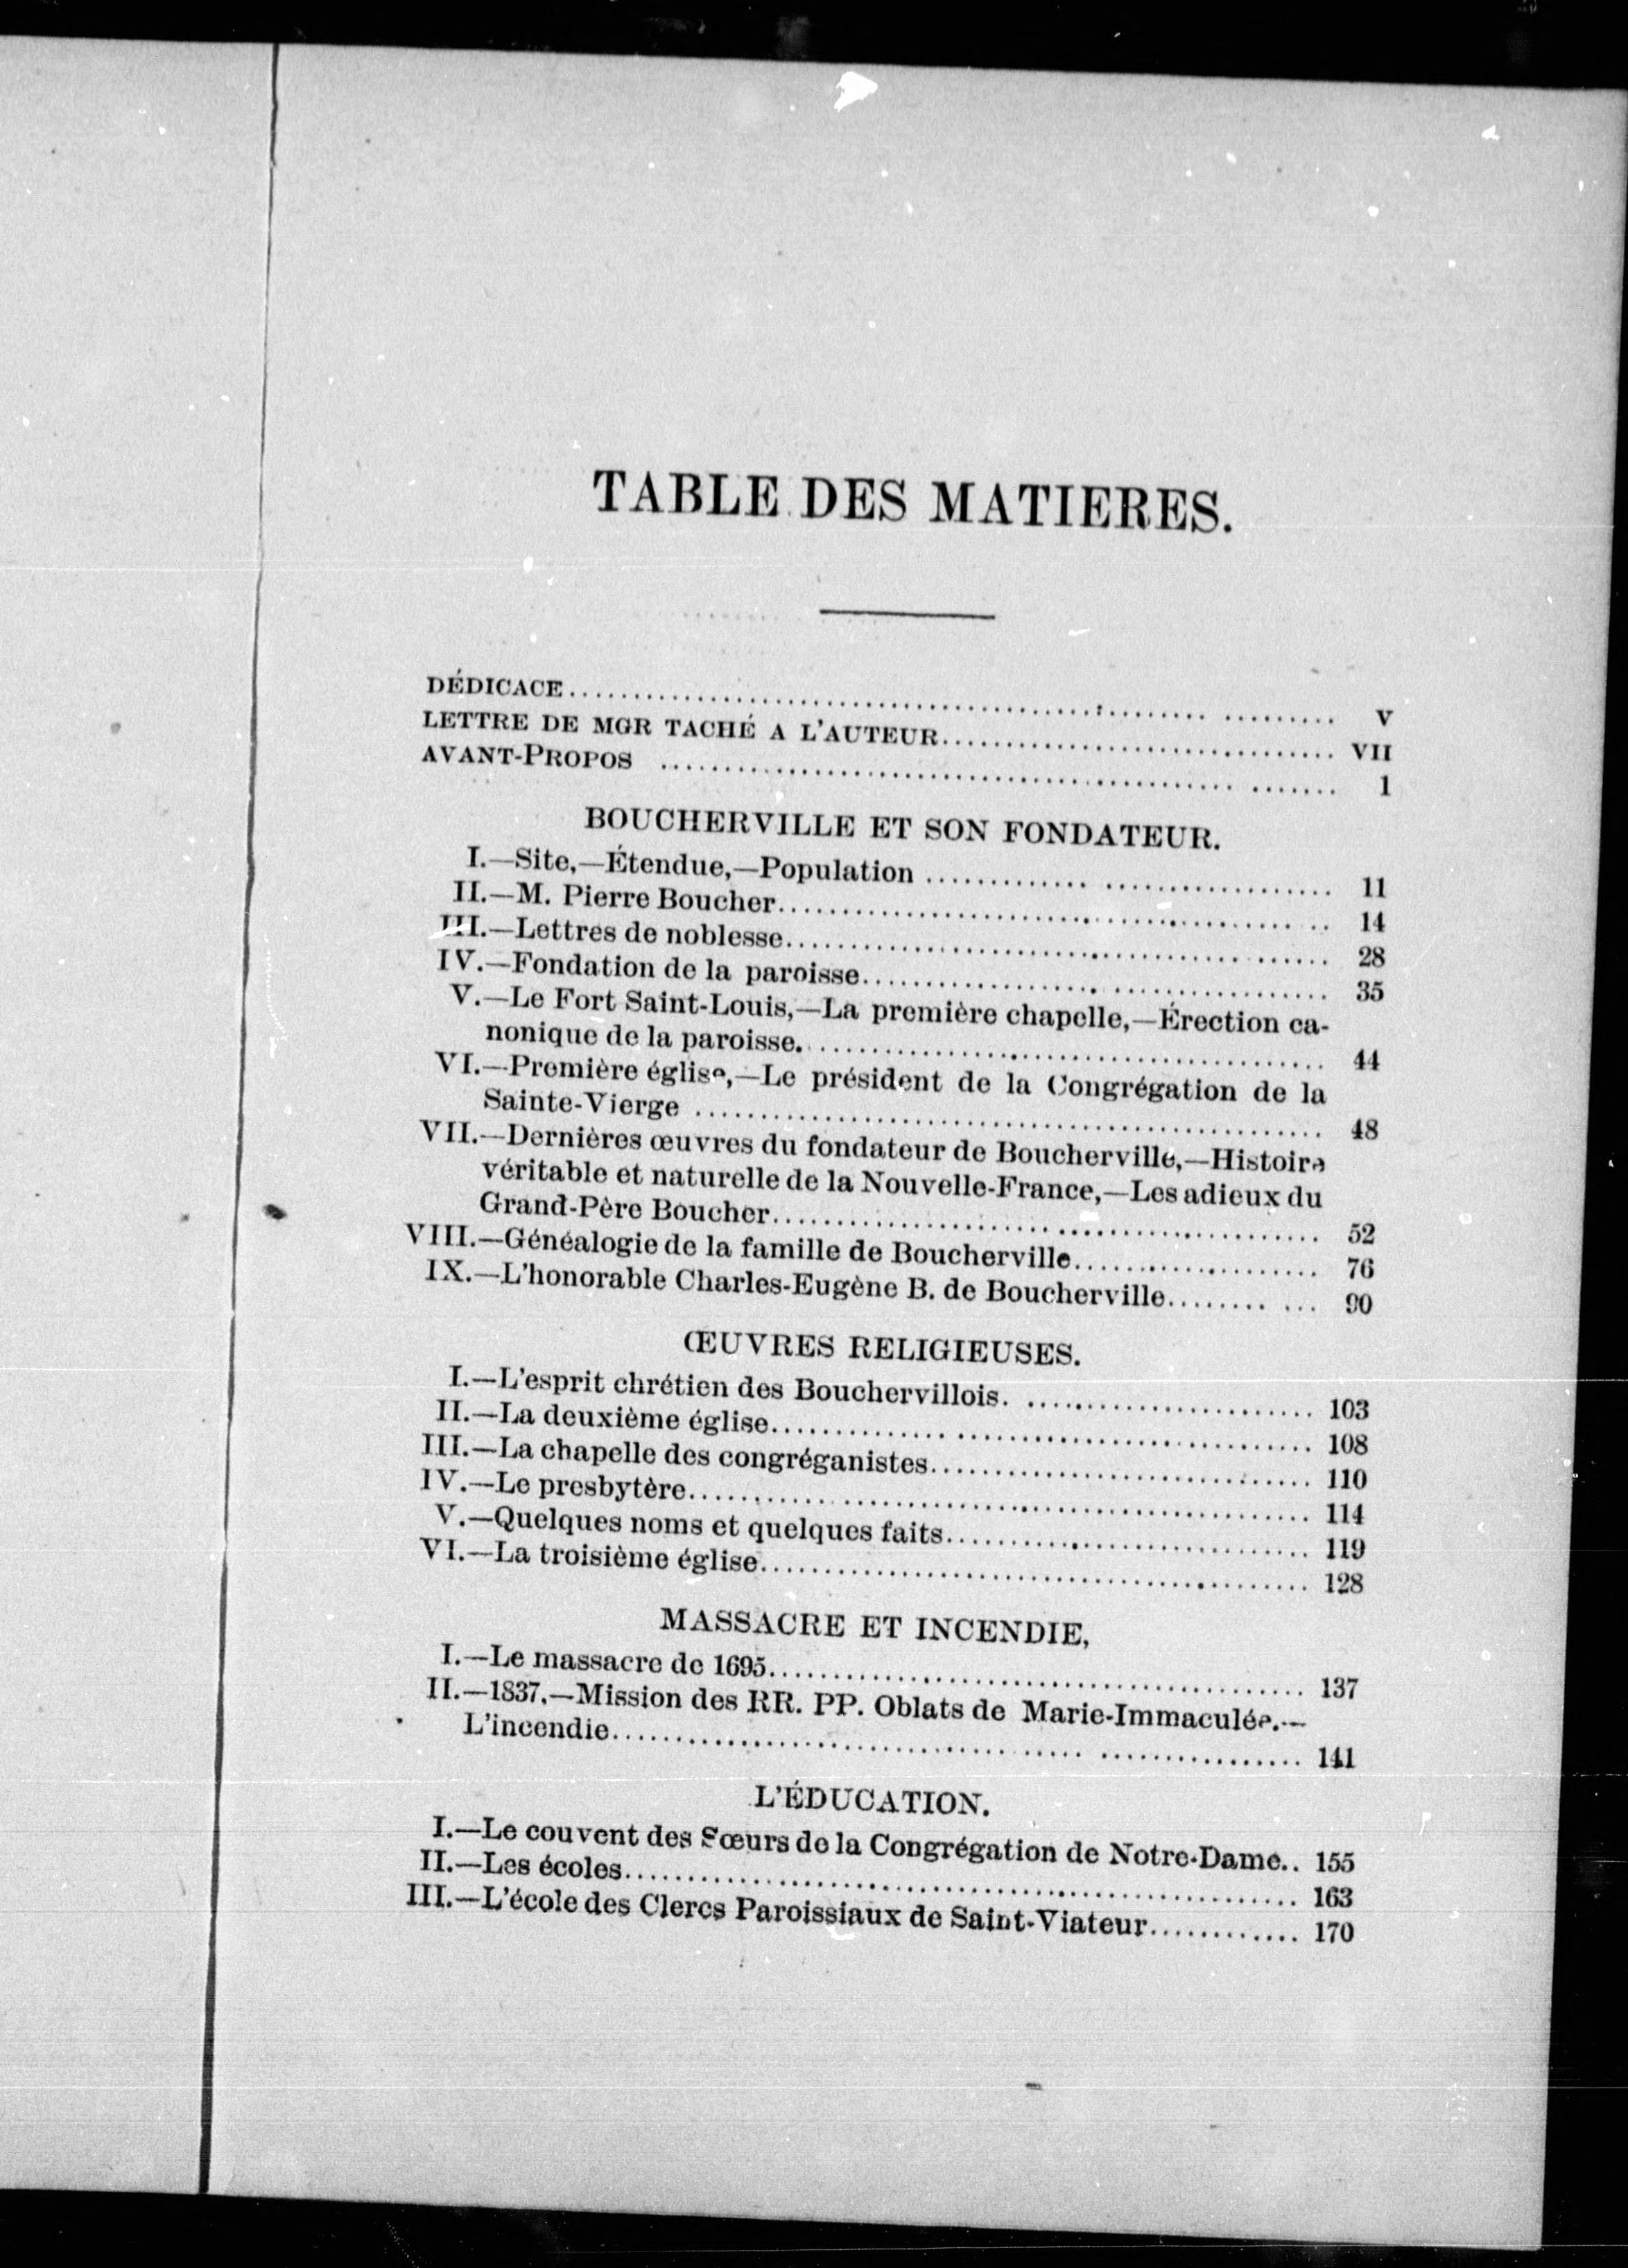 TABLE DES MATIERES.
DÉDICACE.......................................................... V
LETTRE DE MGR TACHÉ A L'AUTEUR................................ VII
AVANT-PROPOS .................................................... 1
BOUCHERVILLE ET SON FONDATEUR.
I.—Site,—Étendue,—Population ............................... 11
II.—M. Pierre Boucher........................................... 14
III.—Lettres de noblesse.......................................... 28
IV.—Fondation de la paroisse.................................... 35
V.—Le Fort Saint-Louis,—La première chapelle,—Érection ca-
nonique de la paroisse.......................................... 44
VI.—Première église,—Le président de la Congrégation de la
Sainte-Vierge ................................................. 48
VII.—Dernières œuvres du fondateur de Boucherville,—Histoire
véritable et naturelle de la Nouvelle-France,—Les adieux du
Grand-Père Boucher........................................... 52
VIII.—Généalogie de la famille de Boucherville................... 76
IX.—L'honorable Charles-Eugène B. de Boucherville........ ... 90
ŒUVRES RELIGIEUSES.
I.—L'esprit chrétien des Bouchervillois. ...................... 103
II.—La deuxième église.......................................... 108
III.—La chapelle des congréganistes.............................. 110
IV.—Le presbytère................................................ 114
V.—Quelques noms et quelques faits............................ 119
VI.—La troisième église........................................... 128
MASSACRE ET INCENDIE,
I.—Le massacre de 1695.......................................... 137
II.—1837.—Mission des RR. PP. Oblats de Marie-Immaculée.—
L'incendie..................................................... 141
L'ÉDUCATION.
I.—Le couvent des Sœurs de la Congrégation de Notre-Dame.. 155
II.—Les écoles.................................................... 163
III.—L'école des Clercs Paroissiaux de Saint-Viateur............ 170